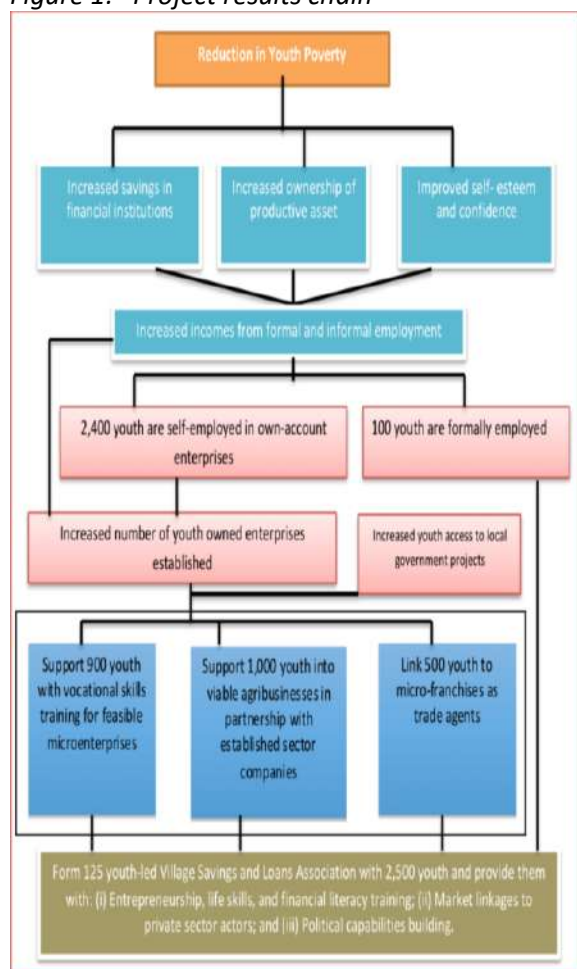 Figure 1: Project results chain
Reduction in Youth Poverty
Increased savings in
financial institutions
Increased ownership of
productive asset
Improved self- esteem
and confidence
Increased incomes from formal and informal employment
2,400 youth are self-employed in own-account
enterprises
100 youth are formally employed
Increased number of youth owned enterprises
established
Increased youth access to local
government projects
Support 900 youth
with vocational skills
training for feasible
microenterprises
Support 1,000 youth into
viable agribusinesses in
partnership with
established sector
companies
Link 500 youth to
micro-franchises as
trade agents
Form 125 youth-led Village Savings and Loans Association with 2,500 youth and provide them
with: (i) Entrepreneurship, life skills, and financial literacy training; (ii) Market linkages to
private sector actors; and (iii) Political capabilities building.